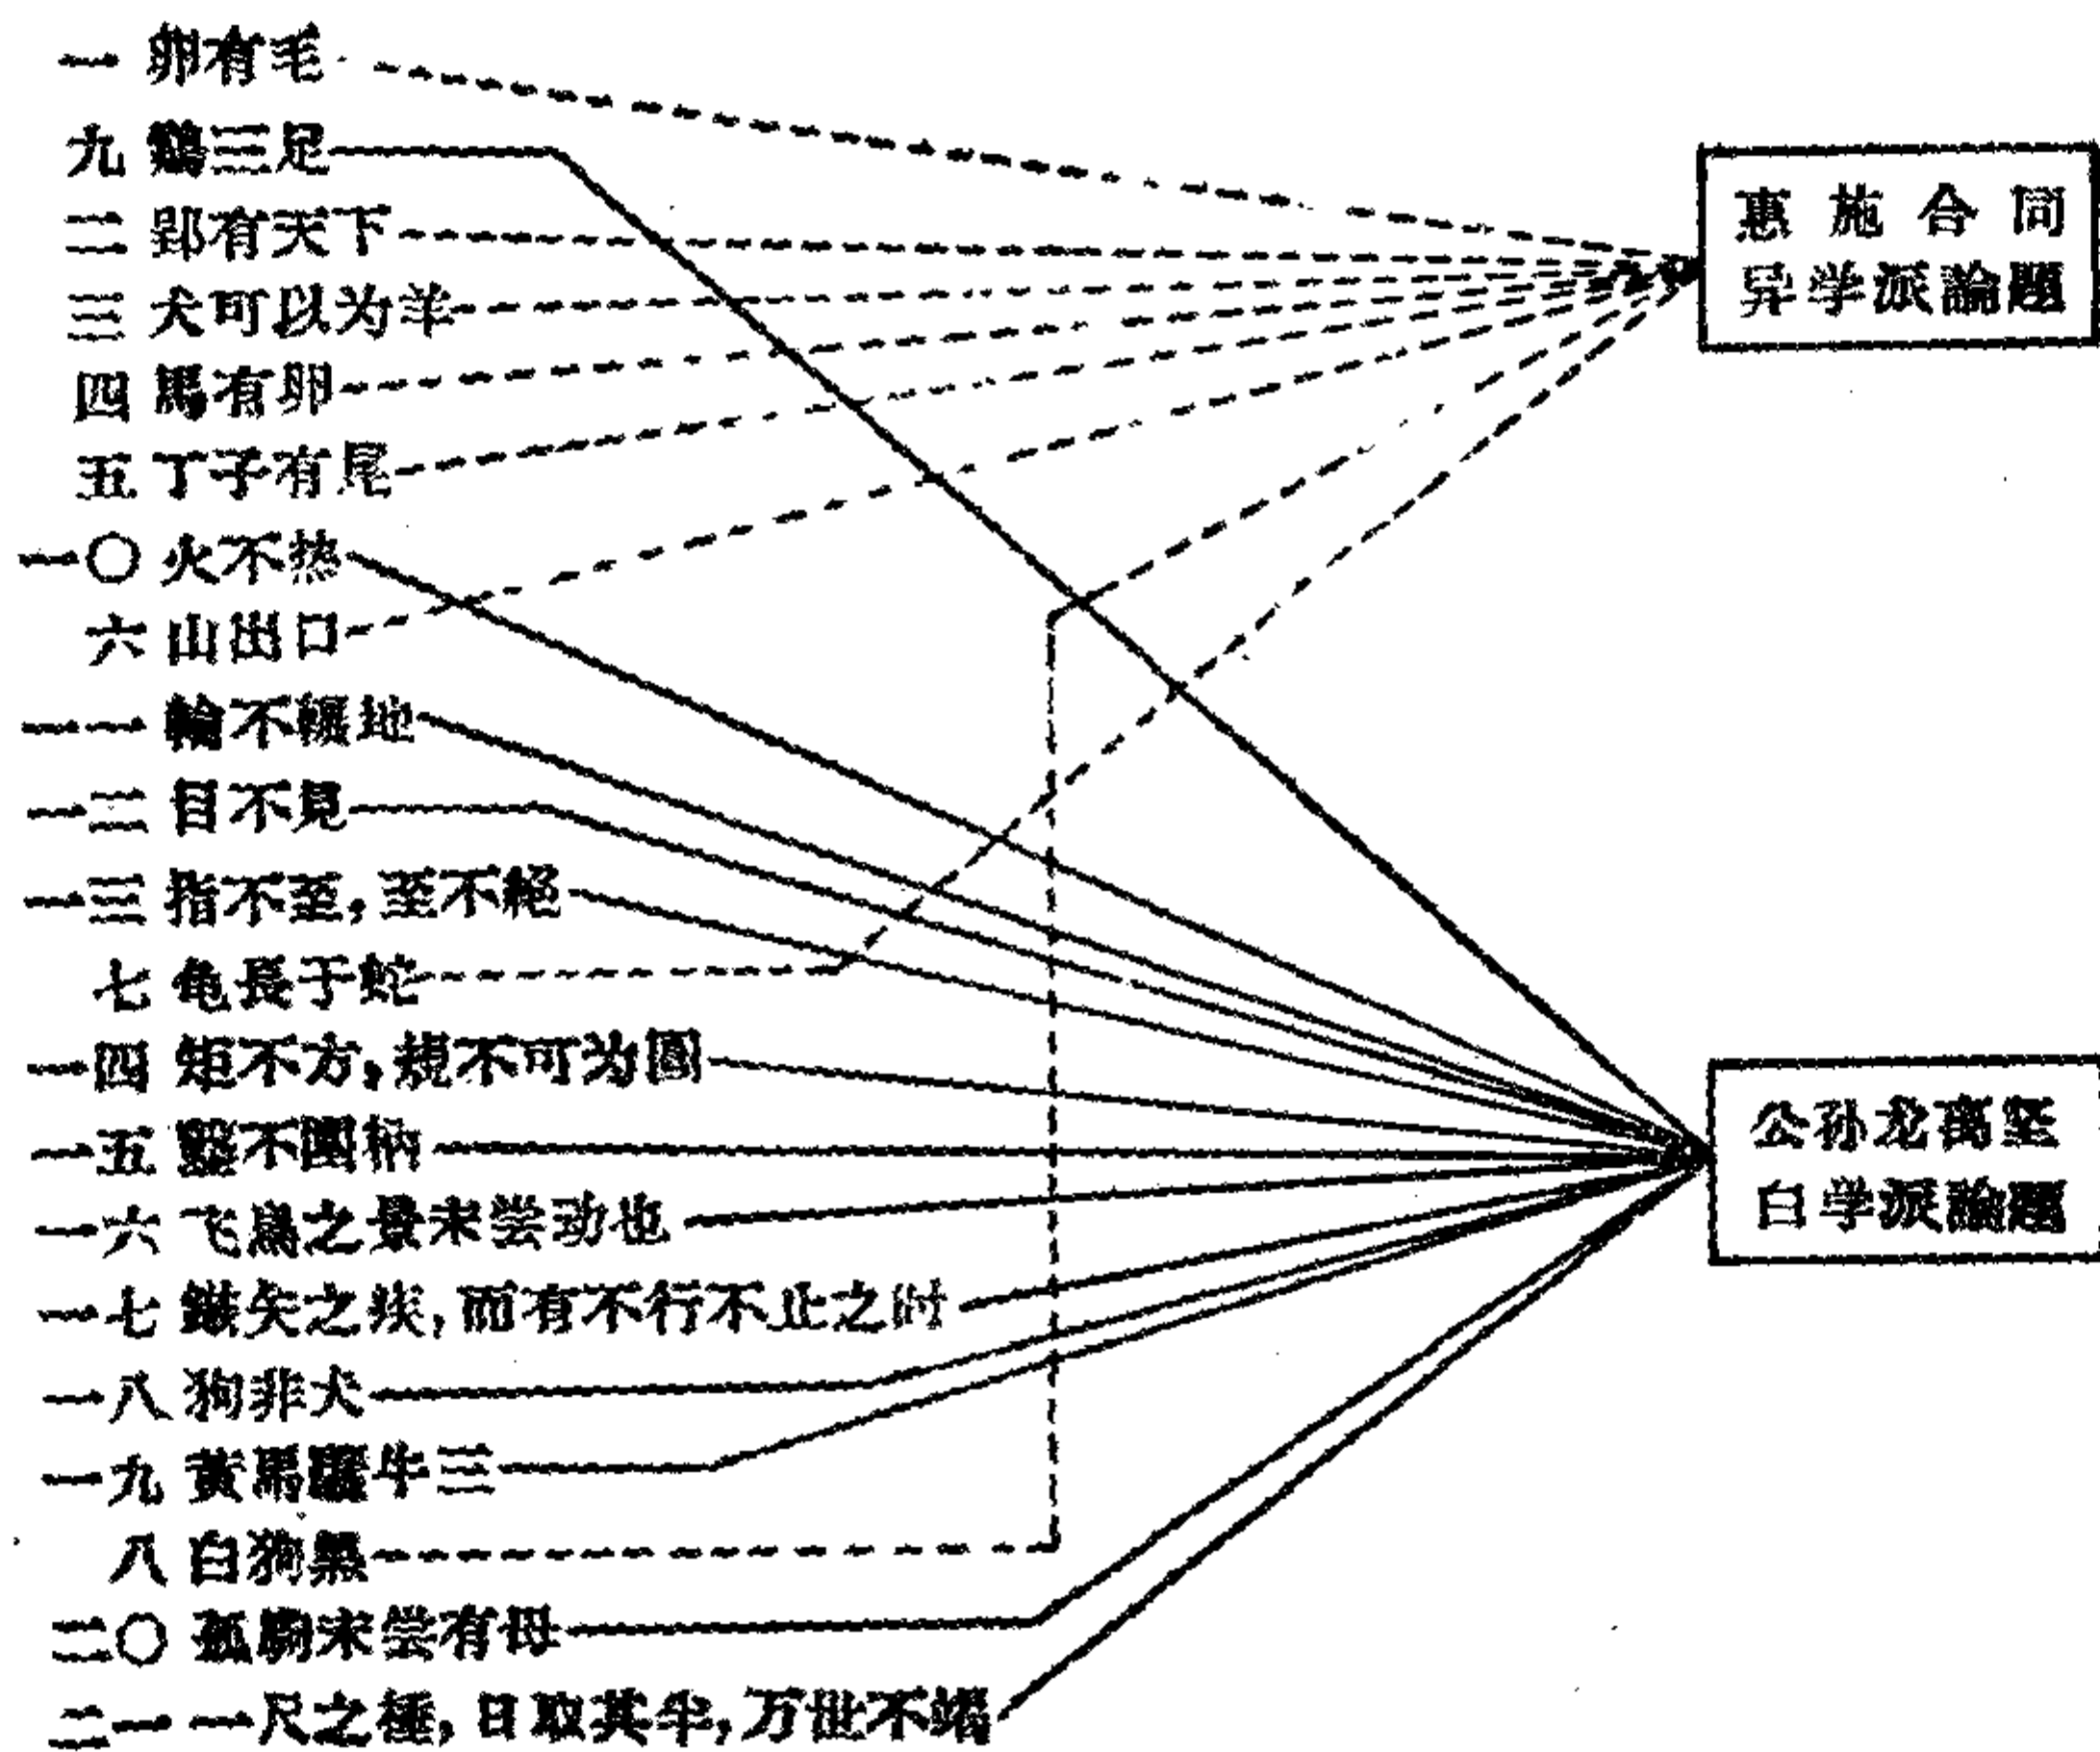 一 卵有毛
九 鷄三足
二 郢有天下
三 犬可以为羊
四 馬有卵
五 丁子有尾
一〇 火不热
六 山出口
一一 輪不輾地
一二 目不見
一三 指不至，至不絕
七 龟長于蛇
一四 矩不方，規不可为圓
一五 鑿不圍枘
一六 飞鳥之景未尝动也
一七 鏃矢之疾，而有不行不止之时
一八 狗非犬
一九 黃馬驪牛三
八 白狗黑
二〇 孤駒未尝有母
二一 一尺之棰，日取其半，万世不竭
惠施合同
异学派論題
公孙龙离坚
白学派論題